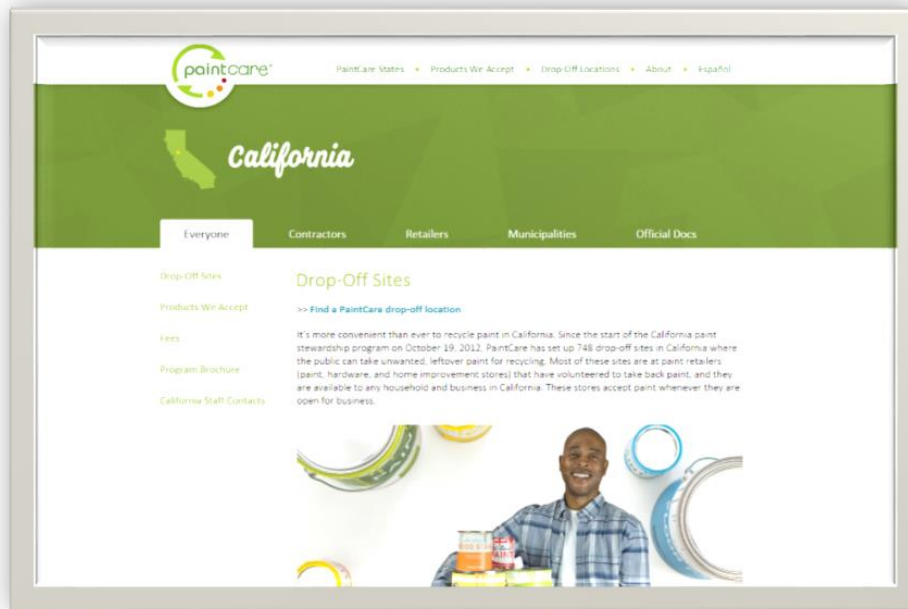 paintcare
PaintCare States • Products We Accept • Drop-Off Locations • About • Español
California
Everyone
Contractors
Retailers
Municipalities
Official Docs
Drop-Off Sites
Products We Accept
Fees
Program Brochure
California Staff Contacts
Drop-Off Sites
>> Find a PaintCare drop-off location
It's more convenient than ever to recycle paint in California. Since the start of the California paint
stewardship program on October 19, 2012, PaintCare has set up 748 drop-off sites in California where
the public can take unwanted, leftover paint for recycling. Most of these sites are at paint retailers
(paint, hardware, and home improvement stores) that have volunteered to take back paint, and they
are available to any household and business in California. These stores accept paint whenever they are
open for business.
PAINT